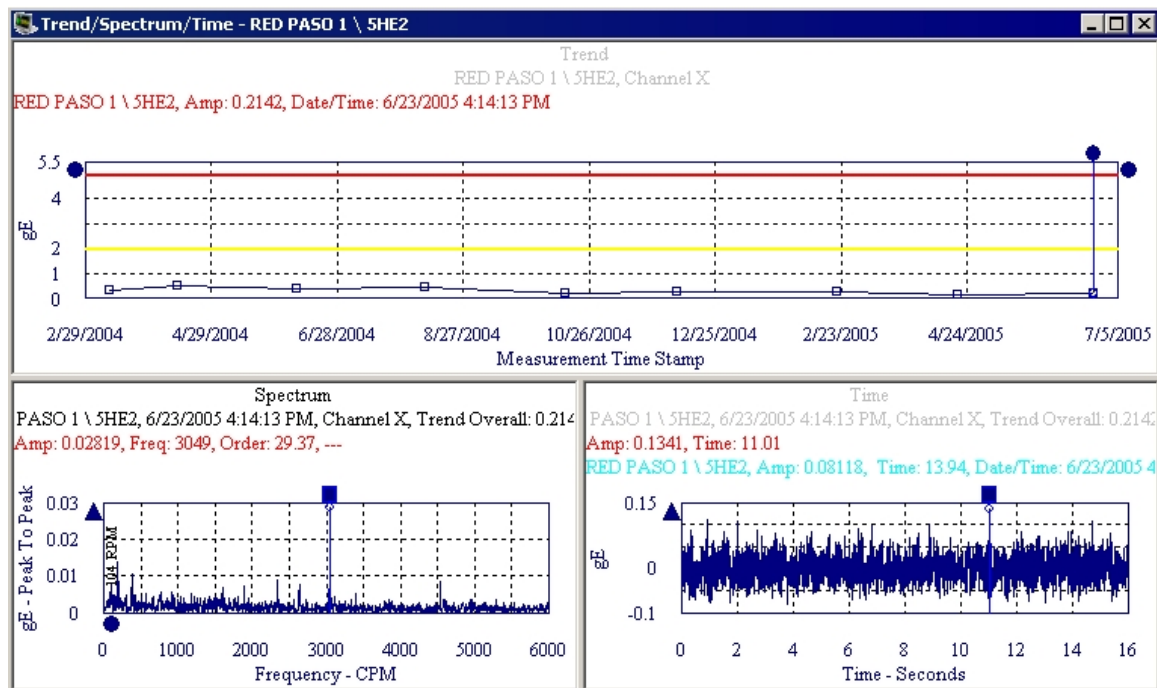 Trend/Spectrum/Time - RED PASO 1 \ 5HE2
Trend
RED PASO 1 \ 5HE2, Channel X
RED PASO 1 \ 5HE2, Amp: 0.2142, Date/Time: 6/23/2005 4:14:13 PM
5.5
4
2
1
0
gE
2/29/2004 4/29/2004 6/28/2004 8/27/2004 10/26/2004 12/25/2004 2/23/2005 4/24/2005 7/5/2005
Measurement Time Stamp
Spectrum
PASO 1 \ 5HE2, 6/23/2005 4:14:13 PM, Channel X, Trend Overall: 0.214
Amp: 0.02819, Freq: 3049, Order: 29.37, ---
0.03
0.02
0.01
0
gE - Peak To Peak
104 RPM
0 1000 2000 3000 4000 5000 6000
Frequency - CPM
Time
PASO 1 \ 5HE2, 6/23/2005 4:14:13 PM, Channel X, Trend Overall: 0.2142
Amp: 0.1341, Time: 11.01
RED PASO 1 \ 5HE2, Amp: 0.08118, Time: 13.94, Date/Time: 6/23/2005 4
0.15
0
-0.1
gE
0 2 4 6 8 10 12 14 16
Time - Seconds